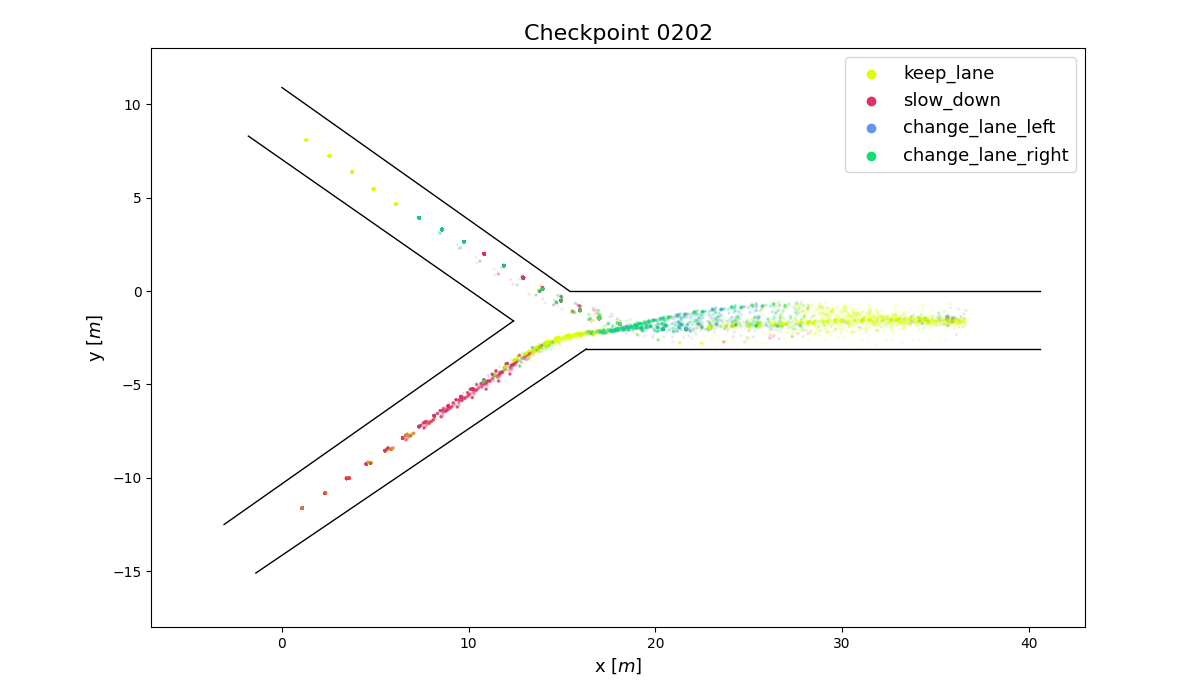 Checkpoint 0202
keep_lane
slow_down
change_lane_left
change_lane_right
10
5
0
−5
−10
−15
y [m]
0
10
20
30
40
x [m]